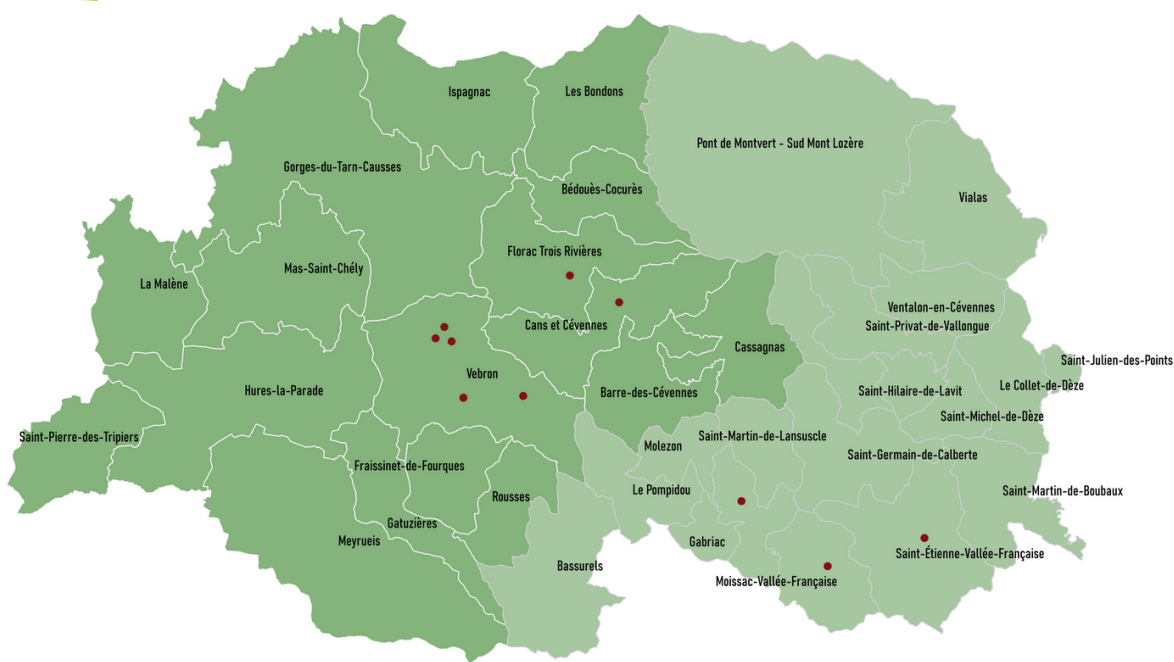 Ispagnac
Les Bondons
Pont de Montvert - Sud Mont Lozère
Gorges-du-Tarn-Causses
Bédouès-Cocurès
Vialas
Florac Trois Rivières
Mas-Saint-Chély
La Malène
Ventalon-en-Cévennes
Cans et Cévennes
Saint-Privat-de-Vallongue
Cassagnas
Saint-Julien-des-Points
Vebron
Le Collet-de-Dèze
Hures-la-Parade
Barre-des-Cévennes
Saint-Hilaire-de-Lavit
Saint-Michel-de-Dèze
Saint-Pierre-des-Tripiers
Saint-Martin-de-Lansuscle
Molezon
Saint-Germain-de-Calberte
Fraissinet-de-Fourques
Le Pompidou
Saint-Martin-de-Boubaux
Rousses
Gatuzières
Meyrueis
Gabriac
Saint-Étienne-Vallée-Française
Bassurels
Moissac-Vallée-Française